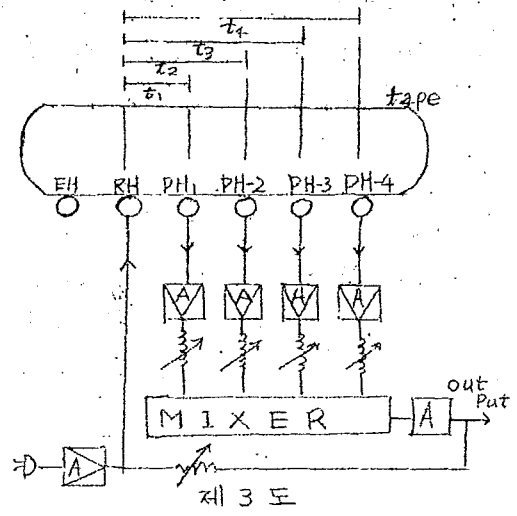 t4
t3
t2
t1
tape
EH RH PH1 PH-2 PH-3 PH-4
A A A A
out put
MIXER A
A
제 3 도